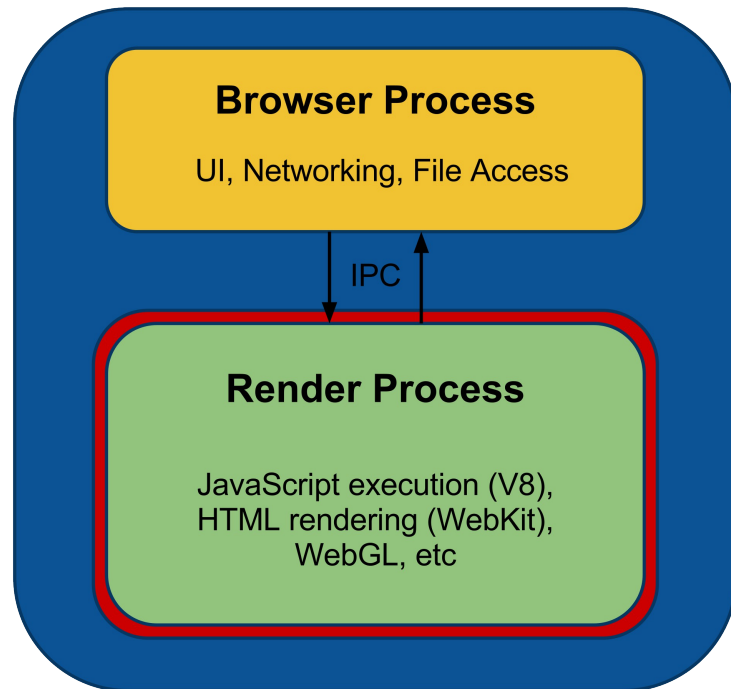 Browser Process
UI, Networking, File Access
IPC
Render Process
JavaScript execution (V8),
HTML rendering (WebKit),
WebGL, etc